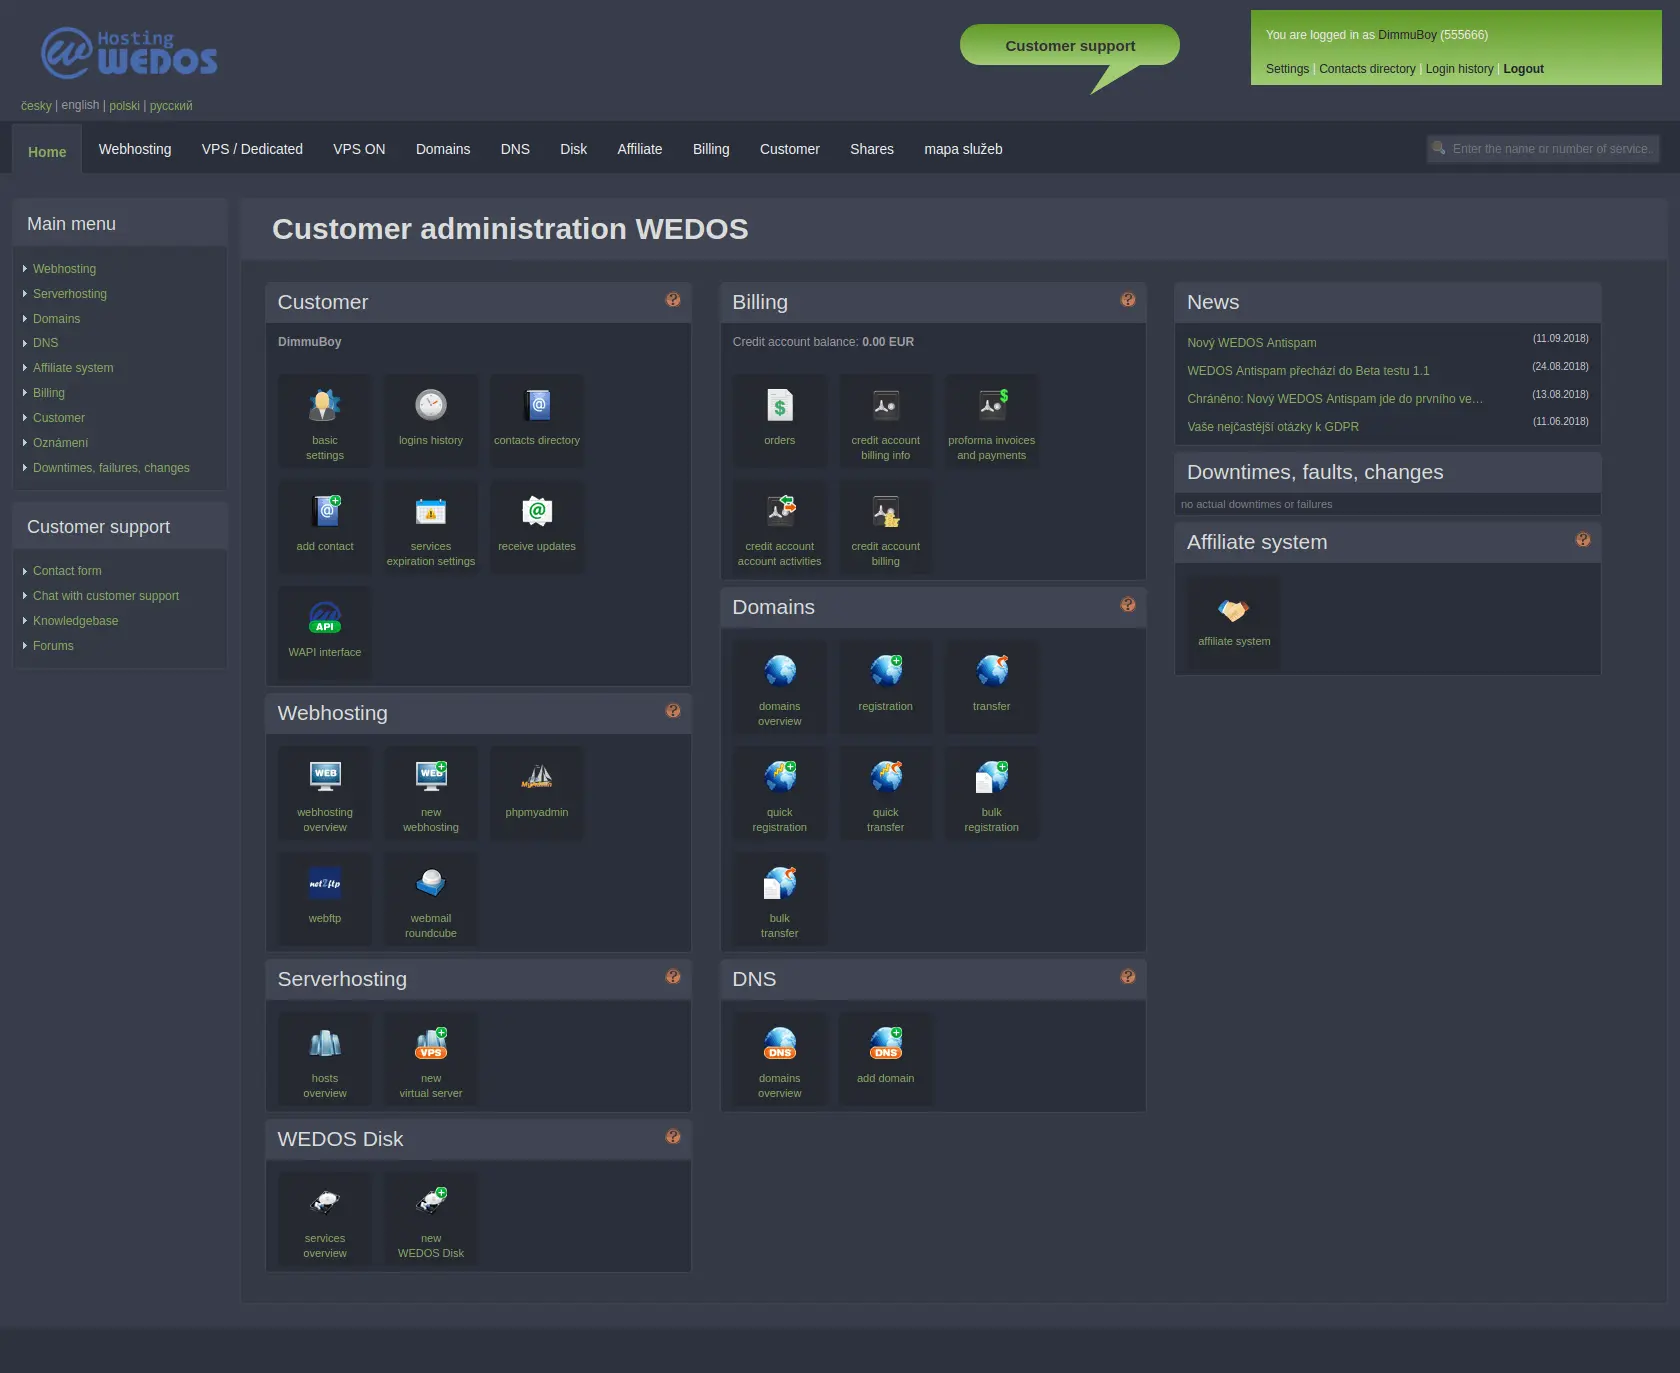 Hosting
WEDOS
česky | english | polski | русский
Customer support
You are logged in as DimmuBoy (555666)
Settings | Contacts directory | Login history | Logout
Home
Webhosting
VPS / Dedicated
VPS ON
Domains
DNS
Disk
Affiliate
Billing
Customer
Shares
mapa služeb
Enter the name or number of service..
Main menu
Webhosting
Serverhosting
Domains
DNS
Affiliate system
Billing
Customer
Oznámení
Downtimes, failures, changes
Customer support
Contact form
Chat with customer support
Knowledgebase
Forums
Customer administration WEDOS
Customer
DimmuBoy
basic
settings
logins history
contacts directory
add contact
services
expiration settings
receive updates
API
WAPI interface
Webhosting
WEB
webhosting
overview
WEB
new
webhosting
phpmyadmin
net2ftp
webftp
webmail
roundcube
Serverhosting
hosts
overview
VPS
new
virtual server
WEDOS Disk
services
overview
new
WEDOS Disk
Billing
Credit account balance: 0.00 EUR
orders
credit account
billing info
proforma invoices
and payments
credit account
account activities
credit account
billing
Domains
domains
overview
registration
transfer
quick
registration
quick
transfer
bulk
registration
bulk
transfer
DNS
DNS
domains
overview
DNS
add domain
News
Nový WEDOS Antispam (11.09.2018)
WEDOS Antispam přechází do Beta testu 1.1 (24.08.2018)
Chráněno: Nový WEDOS Antispam jde do prvního ve… (13.08.2018)
Vaše nejčastější otázky k GDPR (11.06.2018)
Downtimes, faults, changes
no actual downtimes or failures
Affiliate system
affiliate system